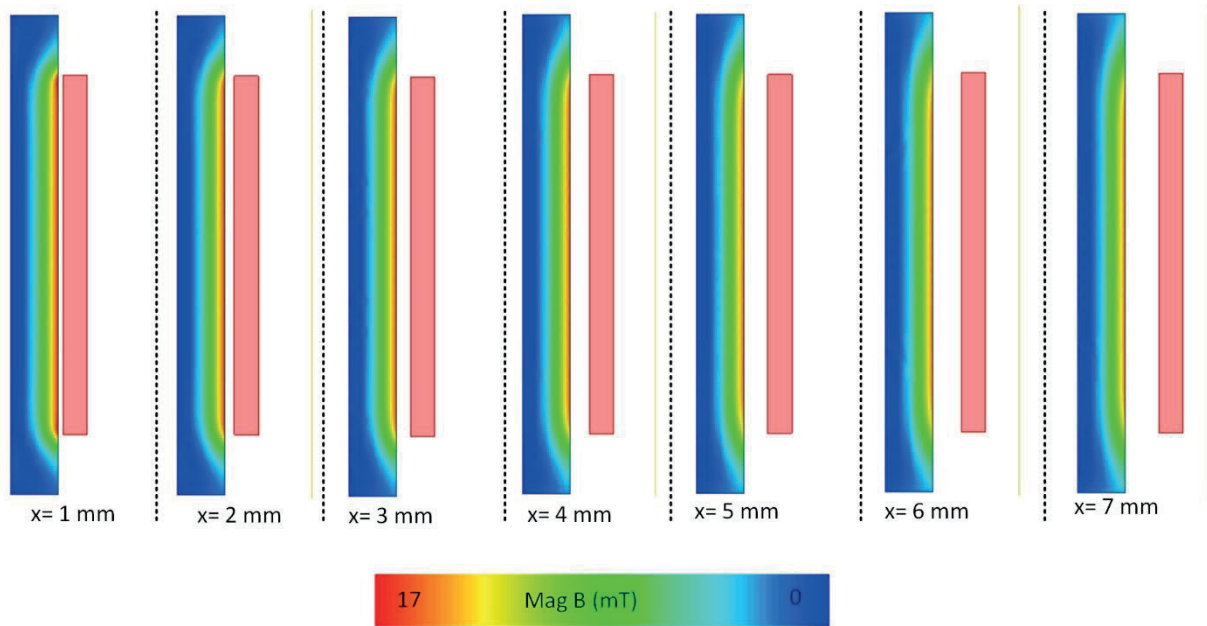 x= 1 mm
x= 2 mm
x= 3 mm
x= 4 mm
x= 5 mm
x= 6 mm
x= 7 mm
17 Mag B (mT) 0